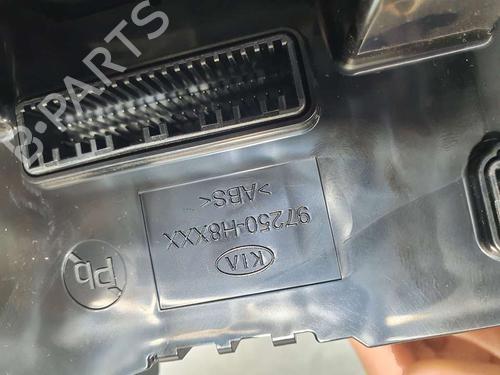 B-PARTS
>ABS<
97250-H8XXX
KIA
Pb